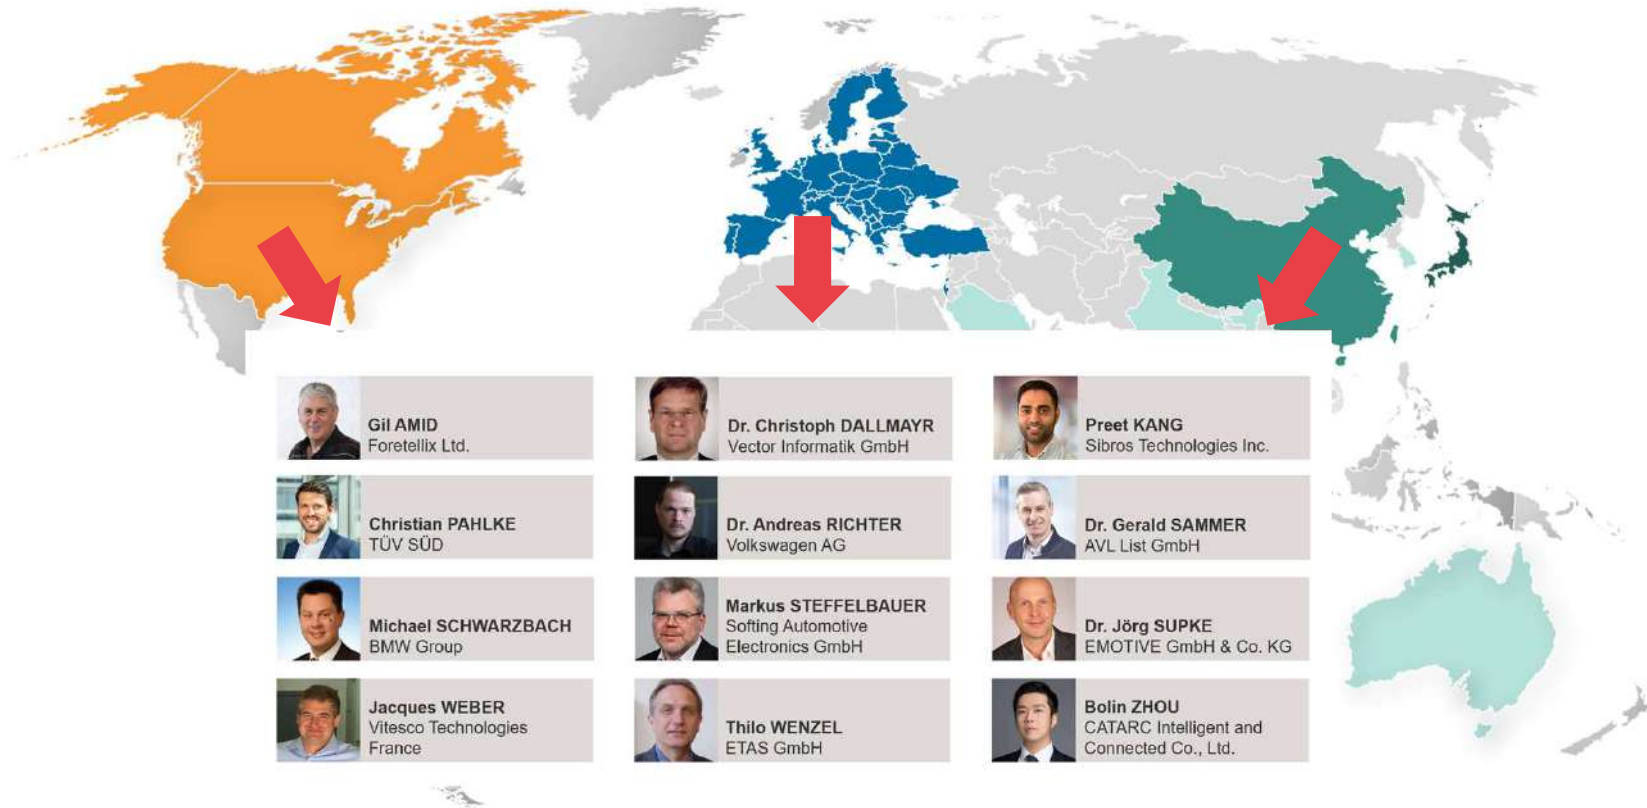 Gil AMID
Foretellix Ltd.
Dr. Christoph DALLMAYR
Vector Informatik GmbH
Preet KANG
Sibros Technologies Inc.
Christian PAHLKE
TÜV SÜD
Dr. Andreas RICHTER
Volkswagen AG
Dr. Gerald SAMMER
AVL List GmbH
Michael SCHWARZBACH
BMW Group
Markus STEFFELBAUER
Softing Automotive
Electronics GmbH
Dr. Jörg SUPKE
EMOTIVE GmbH & Co. KG
Jacques WEBER
Vitesco Technologies
France
Thilo WENZEL
ETAS GmbH
Bolin ZHOU
CATARC Intelligent and
Connected Co., Ltd.